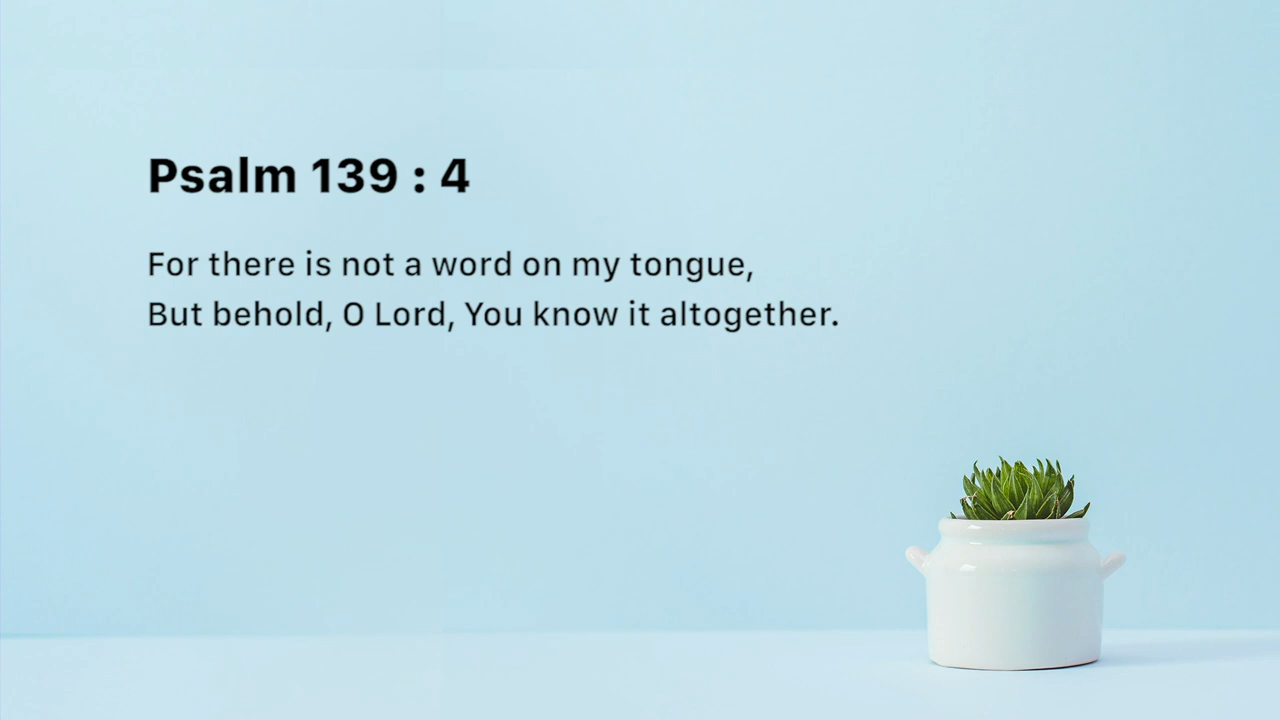 Psalm 139 : 4
For there is not a word on my tongue,
But behold, O Lord, You know it altogether.